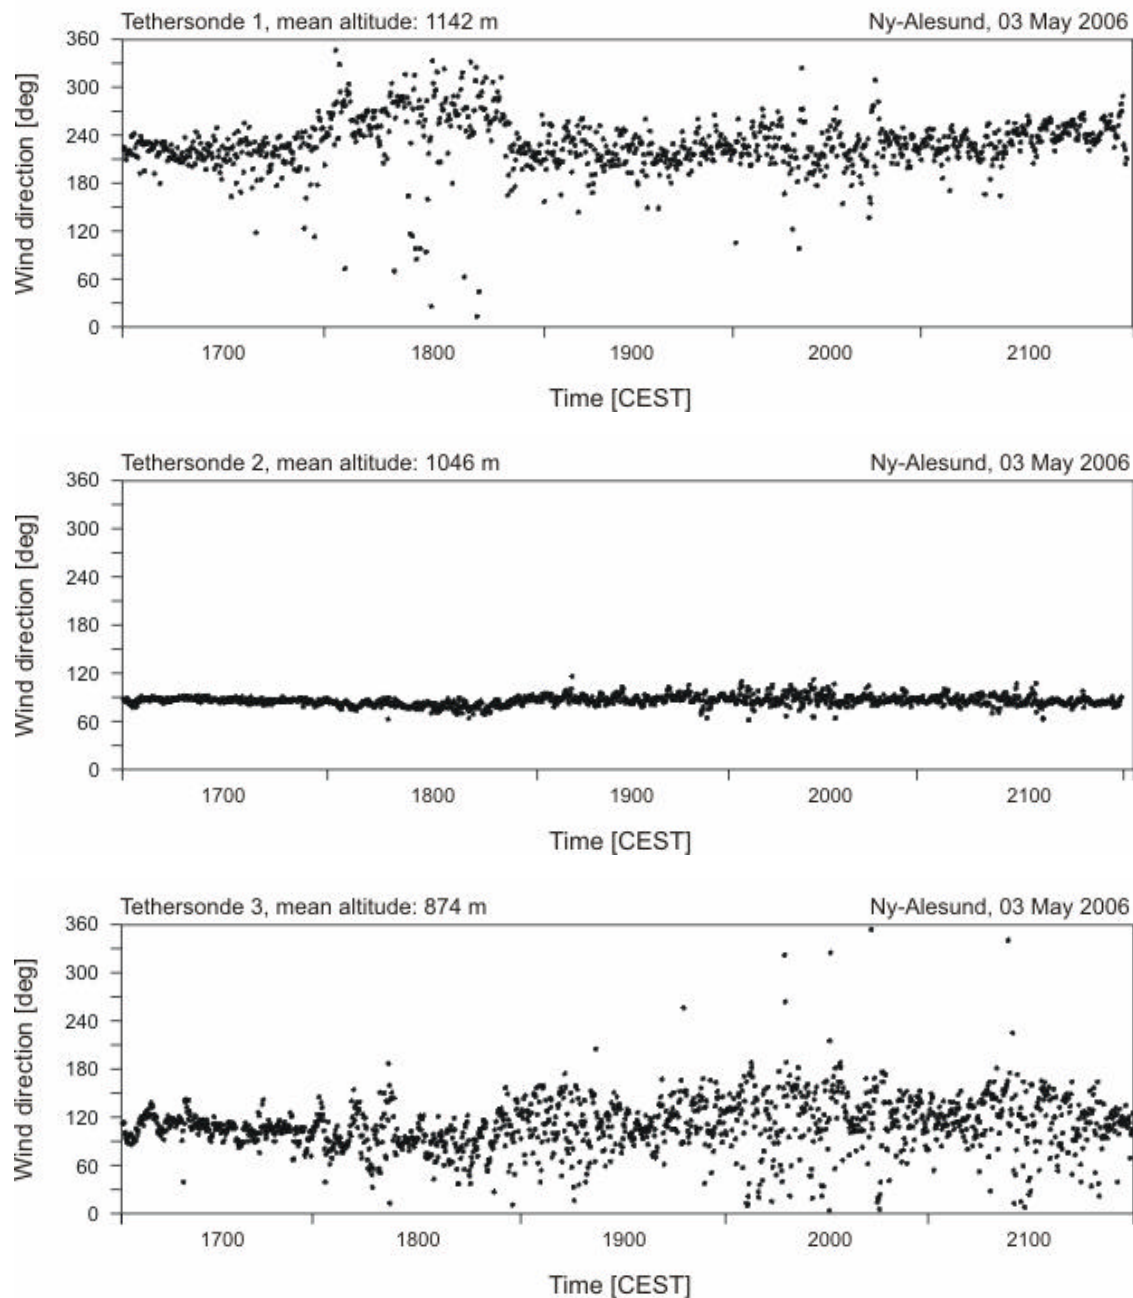 Tethersonde 1, mean altitude: 1142 m Ny-Alesund, 03 May 2006
Wind direction [deg]
360
300
240
180
120
60
0
1700 1800 1900 2000 2100
Time [CEST]
Tethersonde 2, mean altitude: 1046 m Ny-Alesund, 03 May 2006
Wind direction [deg]
360
300
240
180
120
60
0
1700 1800 1900 2000 2100
Time [CEST]
Tethersonde 3, mean altitude: 874 m Ny-Alesund, 03 May 2006
Wind direction [deg]
360
300
240
180
120
60
0
1700 1800 1900 2000 2100
Time [CEST]